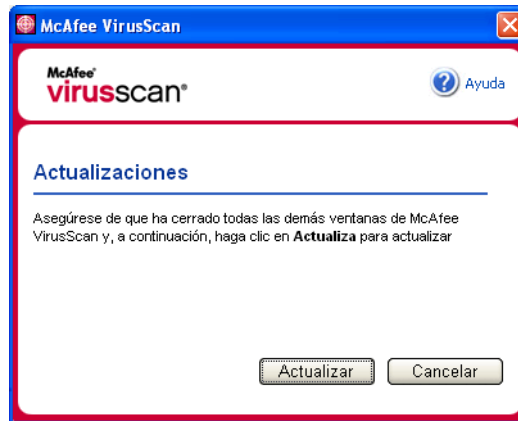 McAfee VirusScan
McAfee®
virusscan®
? Ayuda
Actualizaciones
Asegúrese de que ha cerrado todas las demás ventanas de McAfee
VirusScan y, a continuación, haga clic en Actualiza para actualizar
Actualizar Cancelar